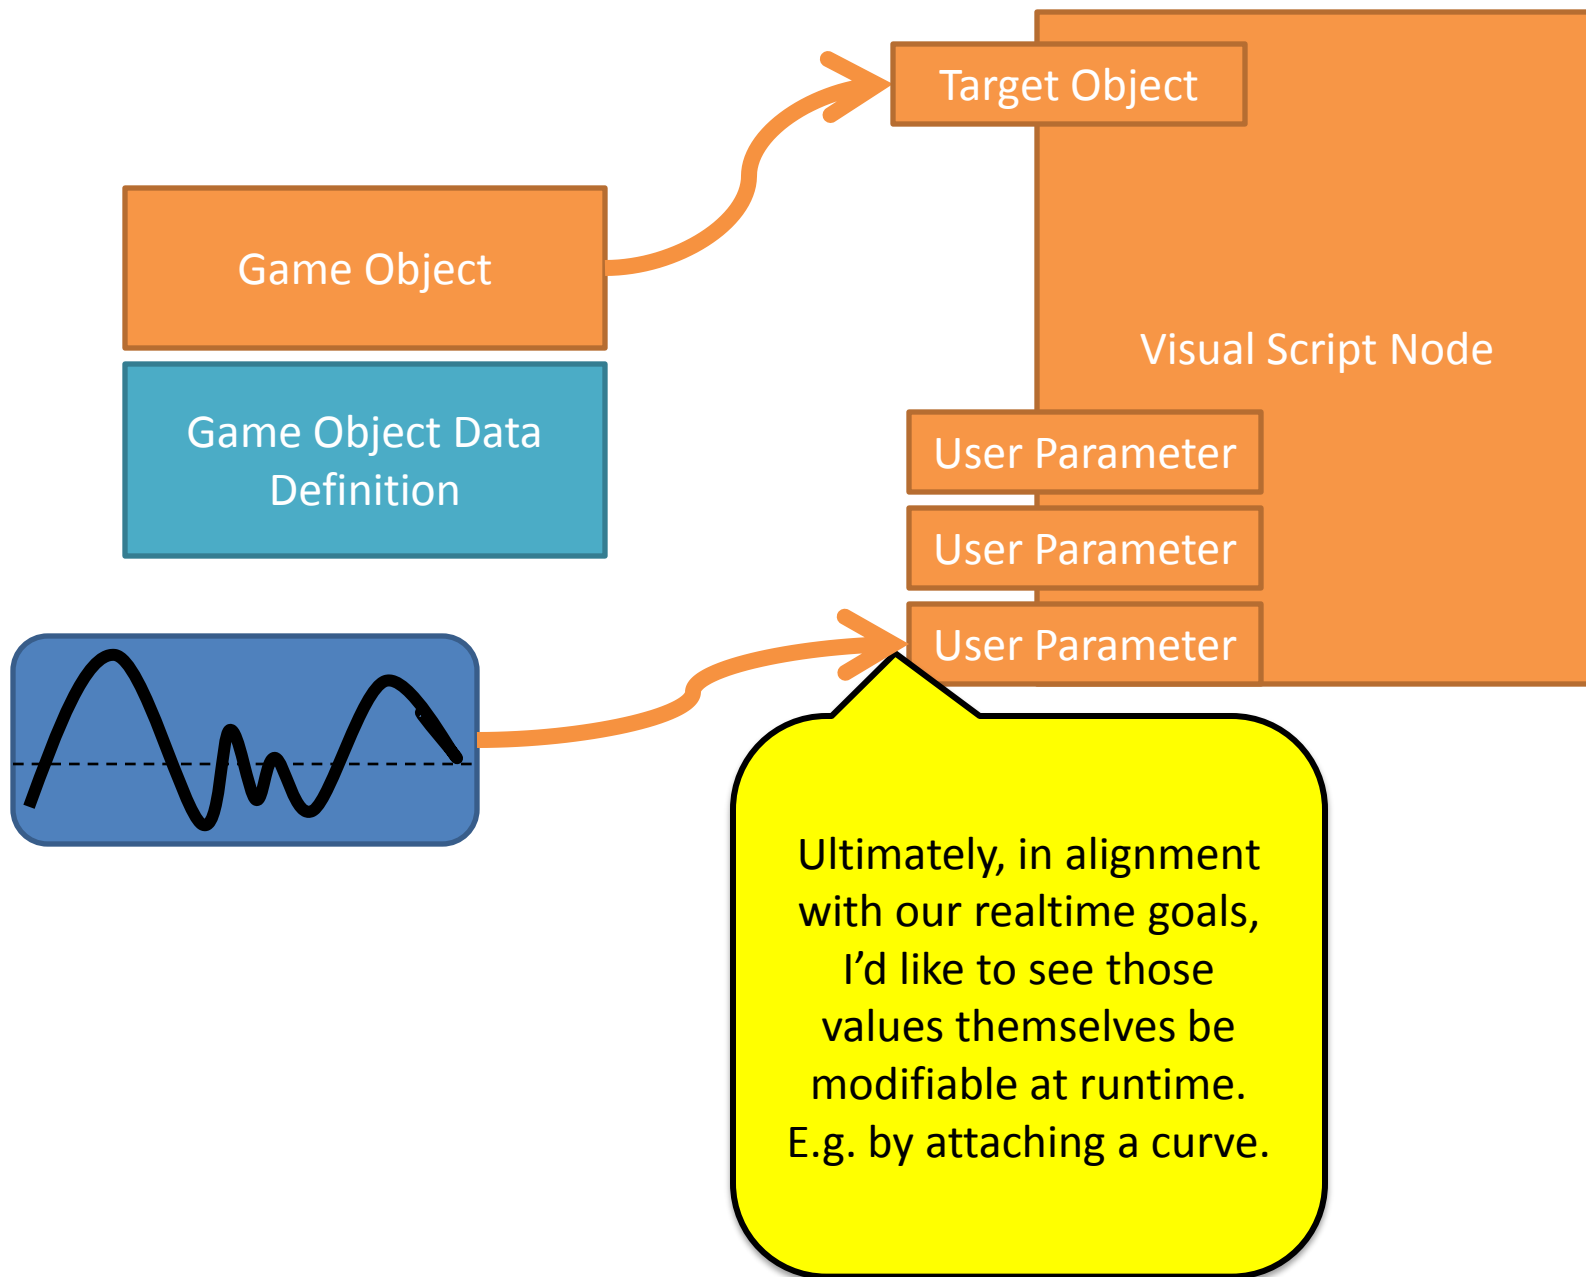 Target Object
Game Object
Visual Script Node
Game Object Data
Definition
User Parameter
User Parameter
User Parameter
Ultimately, in alignment
with our realtime goals,
I’d like to see those
values themselves be
modifiable at runtime.
E.g. by attaching a curve.